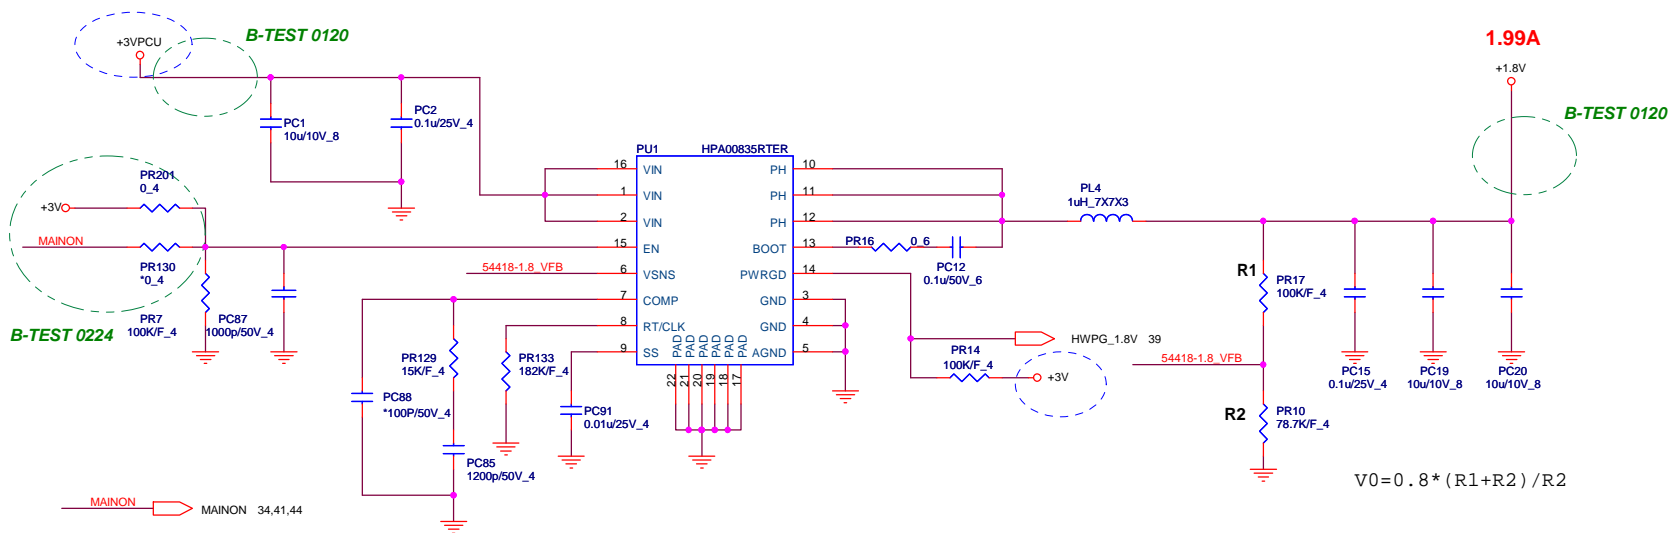 +3VPCU
B-TEST 0120
PC1
10u/10V_8
PC2
0.1u/25V_4
1.99A
+1.8V
B-TEST 0120
PR201
0_4
+3V
MAINON
PR130
*0_4
PR7
100K/F_4
PC87
1000p/50V_4
B-TEST 0224
PU1
HPA00835RTER
16 VIN
1 VIN
2 VIN
15 EN
6 VSNS
7 COMP
8 RT/CLK
9 SS
PH 10
PH 11
PH 12
BOOT 13
PWRGD 14
GND 3
GND 4
AGND 5
PAD PAD PAD PAD PAD PAD
22 21 20 19 18 17
54418-1.8_VFB
PC88
*100P/50V_4
PR129
15K/F_4
PC85
1200p/50V_4
PR133
182K/F_4
PC91
0.01u/25V_4
PR16
0_6
PC12
0.1u/50V_6
PL4
1uH_7X7X3
HWPG_1.8V 39
PR14
100K/F_4
+3V
R1
PR17
100K/F_4
54418-1.8_VFB
R2
PR10
78.7K/F_4
PC15
0.1u/25V_4
PC19
10u/10V_8
PC20
10u/10V_8
V0=0.8*(R1+R2)/R2
MAINON
MAINON 34,41,44